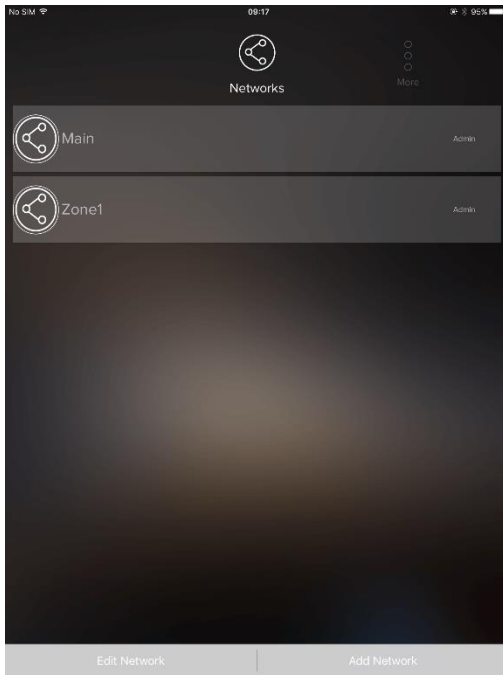 No SIM 09:17 95%
Networks
More
Main Admin
Zone1 Admin
Edit Network Add Network